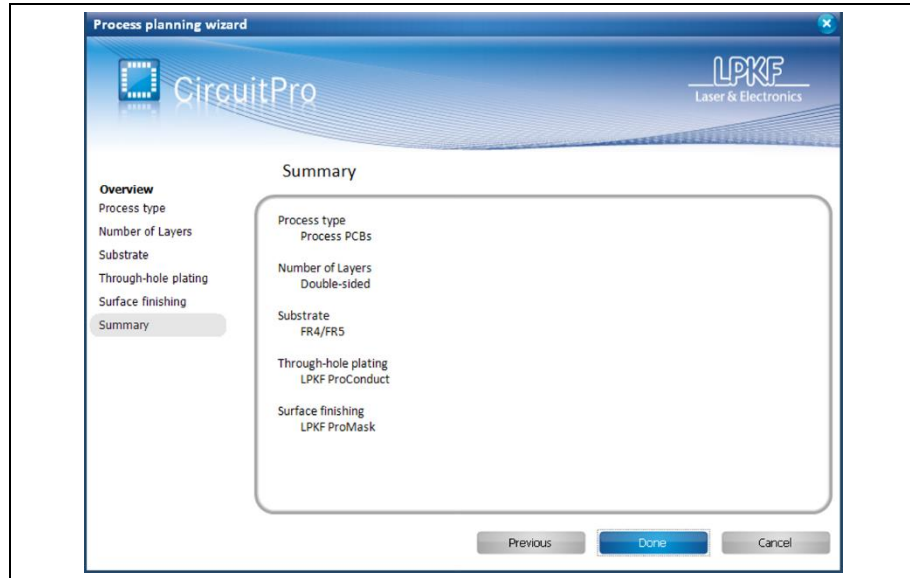 Process planning wizard
CircuitPro
LPKF
Laser & Electronics
Summary
Overview
Process type
Number of Layers
Substrate
Through-hole plating
Surface finishing
Summary
Process type
Process PCBs
Number of Layers
Double-sided
Substrate
FR4/FR5
Through-hole plating
LPKF ProConduct
Surface finishing
LPKF ProMask
Previous
Done
Cancel